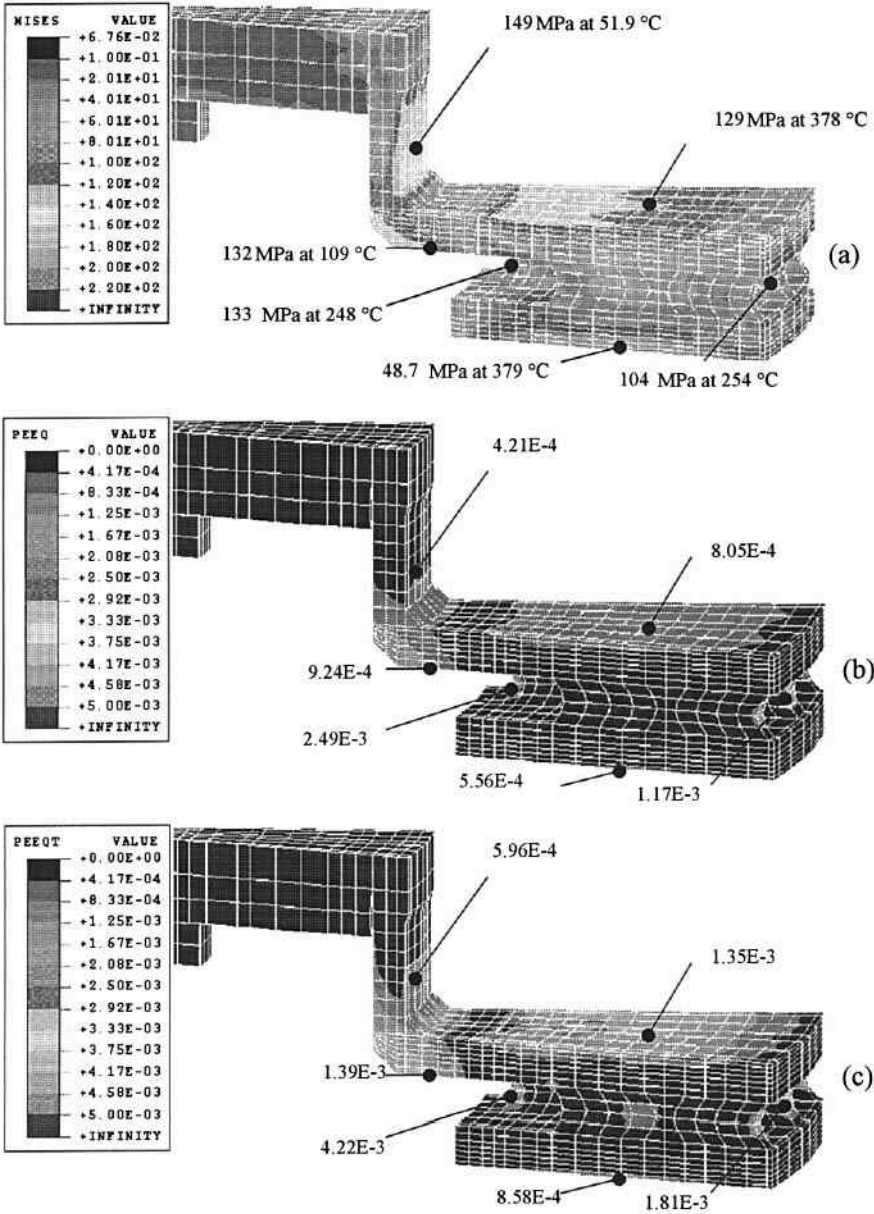 MISES VALUE
+6.76E-02
+1.00E-01
+2.01E+01
+4.01E+01
+6.01E+01
+8.01E+01
+1.00E+02
+1.20E+02
+1.40E+02
+1.60E+02
+1.80E+02
+2.00E+02
+2.20E+02
+INFINITY
149 MPa at 51.9 °C
129 MPa at 378 °C
132 MPa at 109 °C
133 MPa at 248 °C
48.7 MPa at 379 °C
104 MPa at 254 °C
(a)
PEEQ VALUE
+0.00E+00
+4.17E-04
+8.33E-04
+1.25E-03
+1.67E-03
+2.08E-03
+2.50E-03
+2.92E-03
+3.33E-03
+3.75E-03
+4.17E-03
+4.58E-03
+5.00E-03
+INFINITY
4.21E-4
8.05E-4
9.24E-4
2.49E-3
5.56E-4
1.17E-3
(b)
PEEQT VALUE
+0.00E+00
+4.17E-04
+8.33E-04
+1.25E-03
+1.67E-03
+2.08E-03
+2.50E-03
+2.92E-03
+3.33E-03
+3.75E-03
+4.17E-03
+4.58E-03
+5.00E-03
+INFINITY
5.96E-4
1.35E-3
1.39E-3
4.22E-3
8.58E-4
1.81E-3
(c)